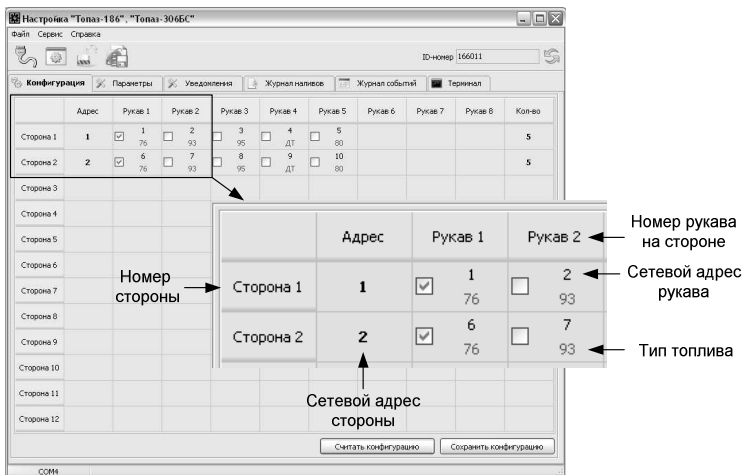 Настройка "Топаз-186", "Топаз-306БС"
Файл Сервис Справка
ID-номер 166011
Конфигурация Параметры Уведомления Журнал наливов Журнал событий Терминал
Адрес Рукав 1 Рукав 2 Рукав 3 Рукав 4 Рукав 5 Рукав 6 Рукав 7 Рукав 8 Кол-во
Сторона 1 1 1 2 3 4 5 5
76 93 95 ДТ 80
Сторона 2 2 6 7 8 9 10 5
76 93 95 ДТ 80
Сторона 3
Сторона 4
Сторона 5
Сторона 6
Сторона 7
Сторона 8
Сторона 9
Сторона 10
Сторона 11
Сторона 12
Адрес Рукав 1 Рукав 2
Сторона 1 1 1 2
76 93
Сторона 2 2 6 7
76 93
Номер рукава
на стороне
Сетевой адрес
рукава
Тип топлива
Номер
стороны
Сетевой адрес
стороны
Считать конфигурацию Сохранить конфигурацию
COM4